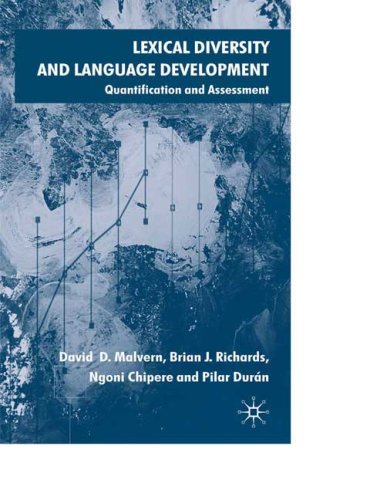 LEXICAL DIVERSITY
AND LANGUAGE DEVELOPMENT
Quantification and Assessment
David D. Malvern, Brian J. Richards,
Ngoni Chipere and Pilar Durán